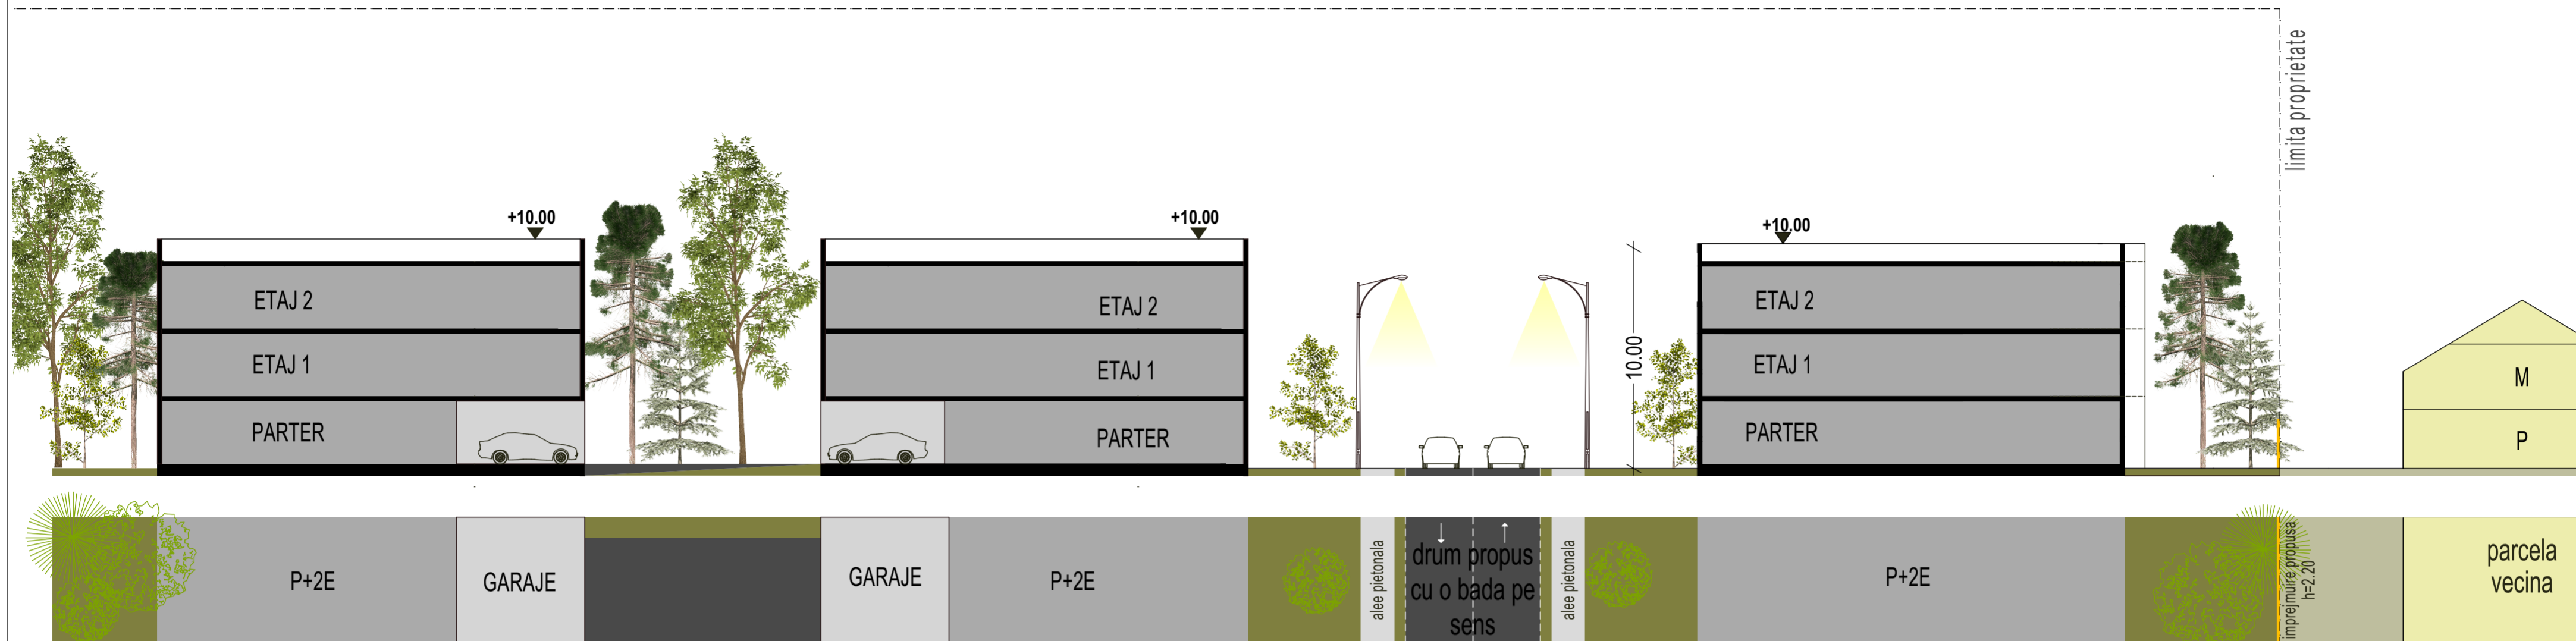 limita proprietate
+10.00
+10.00
+10.00
ETAJ 2
ETAJ 1
PARTER
ETAJ 2
ETAJ 1
PARTER
10.00
ETAJ 2
ETAJ 1
PARTER
M
P
P+2E
GARAJE
GARAJE
P+2E
alee pietonala
drum propus
cu o bada pe
sens
alee pietonala
P+2E
imprejmuire propusa
h=2.20
parcela
vecina